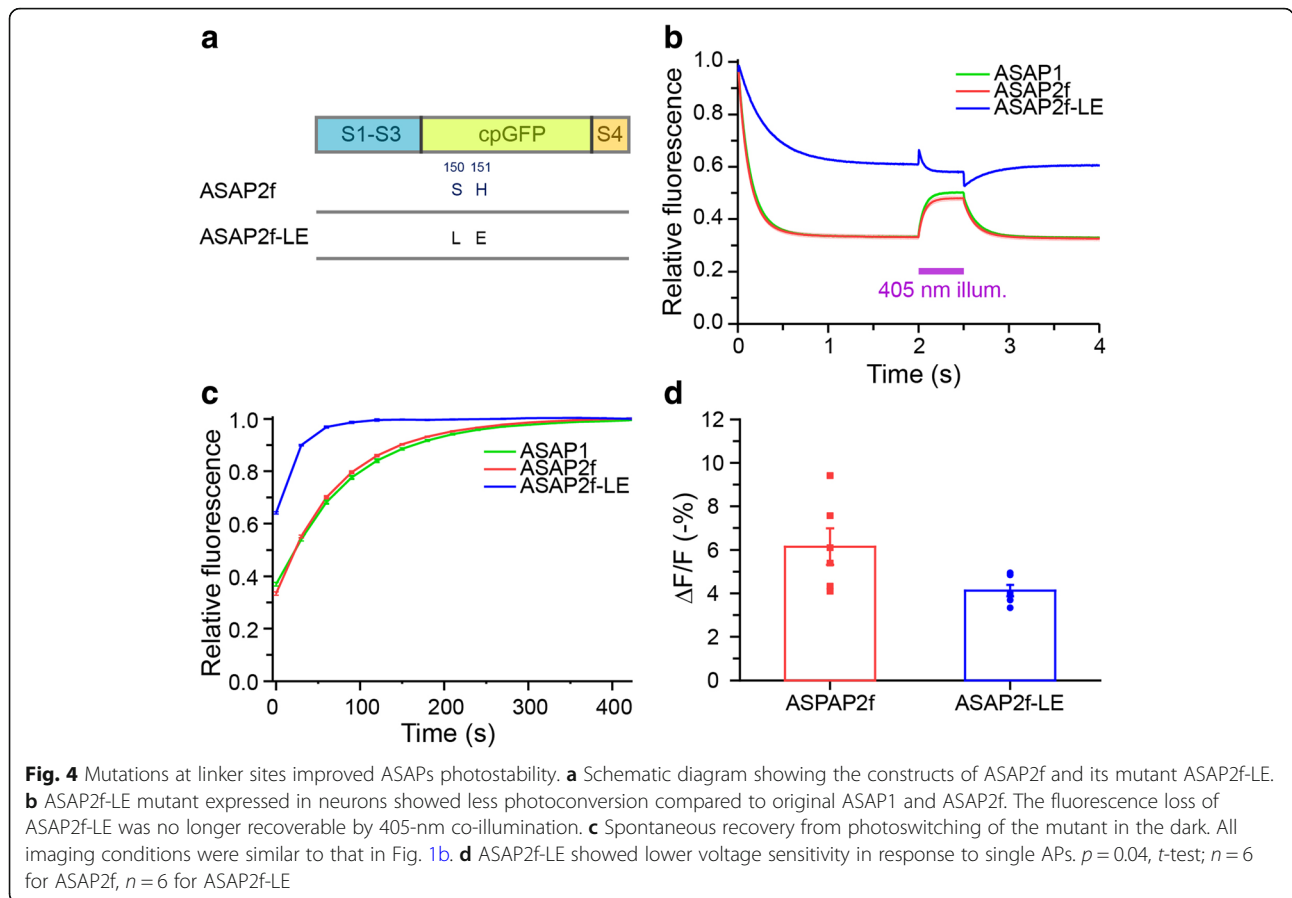 a
S1-S3 cpGFP S4
150 151
ASAP2f S H
ASAP2f-LE L E
b
Relative fluorescence
1.0
0.8
0.6
0.4
0.2
0.0
ASAP1
ASAP2f
ASAP2f-LE
405 nm illum.
0 1 2 3 4
Time (s)
c
Relative fluorescence
1.0
0.8
0.6
0.4
0.2
0.0
ASAP1
ASAP2f
ASAP2f-LE
0 100 200 300 400
Time (s)
d
ΔF/F (-%)
12
10
8
6
4
2
0
ASPAP2f ASAP2f-LE
Fig. 4 Mutations at linker sites improved ASAPs photostability. a Schematic diagram showing the constructs of ASAP2f and its mutant ASAP2f-LE.
b ASAP2f-LE mutant expressed in neurons showed less photoconversion compared to original ASAP1 and ASAP2f. The fluorescence loss of
ASAP2f-LE was no longer recoverable by 405-nm co-illumination. c Spontaneous recovery from photoswitching of the mutant in the dark. All
imaging conditions were similar to that in Fig. 1b. d ASAP2f-LE showed lower voltage sensitivity in response to single APs. p = 0.04, t-test; n = 6
for ASAP2f, n = 6 for ASAP2f-LE